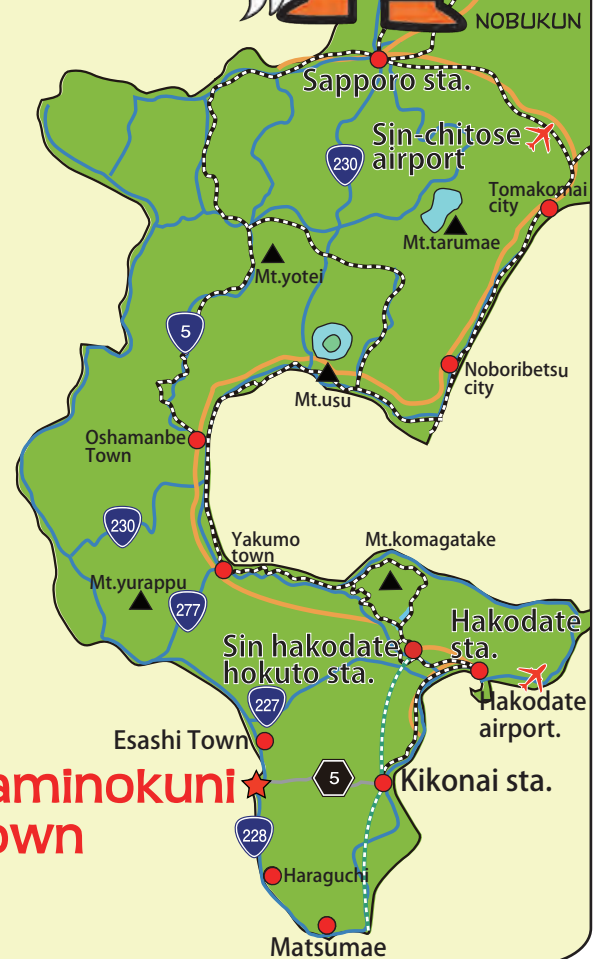 NOBUKUN
Sapporo sta.
Sin-chitose
airport
230
Tomakomai
city
Mt.tarumae
Mt.yotei
5
Noboribetsu
city
Mt.usu
Oshamanbe
Town
230
Yakumo
town
Mt.komagatake
Mt.yurappu
277
Hakodate
sta.
Sin hakodate
hokuto sta.
Hakodate
airport.
227
Esashi Town
aminokuni
own
5
Kikonai sta.
228
Haraguchi
Matsumae